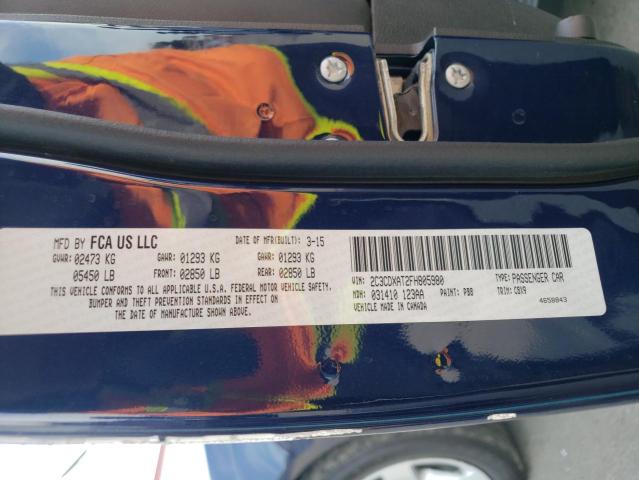 MFD BY FCA US LLC
DATE OF MFR(BUILT): 3-15
GVWR: 02473 KG
GAWR: 01293 KG
GAWR: 01293 KG
05450 LB
FRONT: 02850 LB
REAR: 02850 LB
THIS VEHICLE CONFORMS TO ALL APPLICABLE U.S.A. FEDERAL MOTOR VEHICLE SAFETY,
BUMPER AND THEFT PREVENTION STANDARDS IN EFFECT ON
THE DATE OF MANUFACTURE SHOWN ABOVE.
VIN: 2C3CDXAT2FH805980
TYPE: PASSENGER CAR
MDH: 031410 123AA
PAINT: PBB
TRIM: C8X9
VEHICLE MADE IN CANADA
4658843